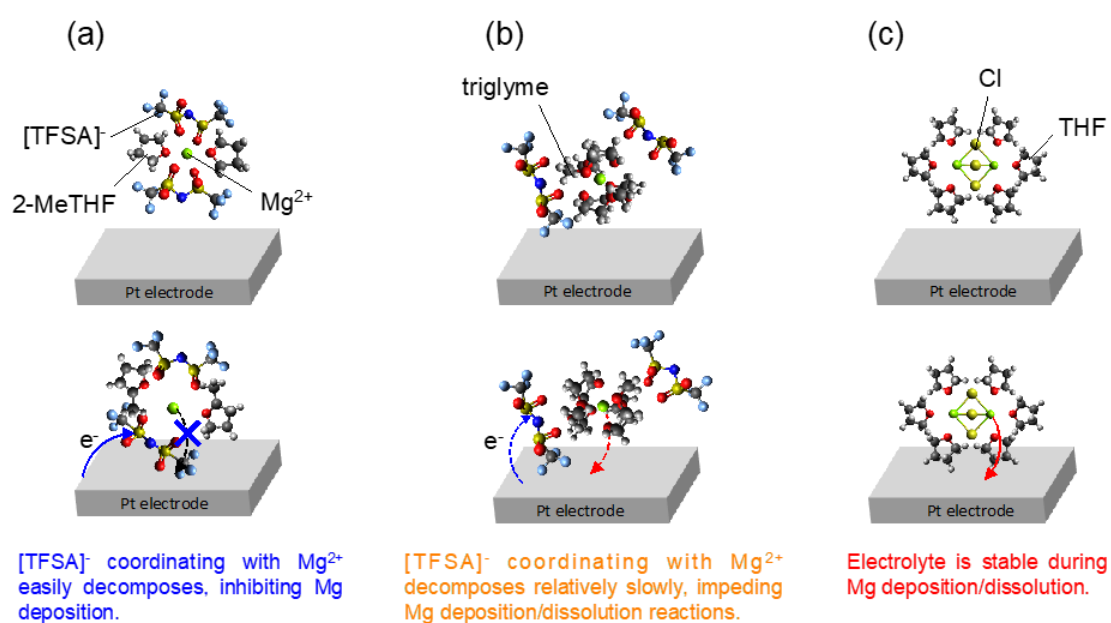 (a)
(b)
(c)
triglyme
Cl
[TFSA]⁻
THF
2-MeTHF
Mg²⁺
Pt electrode
Pt electrode
Pt electrode
e⁻
e⁻
Pt electrode
Pt electrode
Pt electrode
[TFSA]⁻ coordinating with Mg²⁺
easily decomposes, inhibiting Mg
deposition.
[TFSA]⁻ coordinating with Mg²⁺
decomposes relatively slowly, impeding
Mg deposition/dissolution reactions.
Electrolyte is stable during
Mg deposition/dissolution.